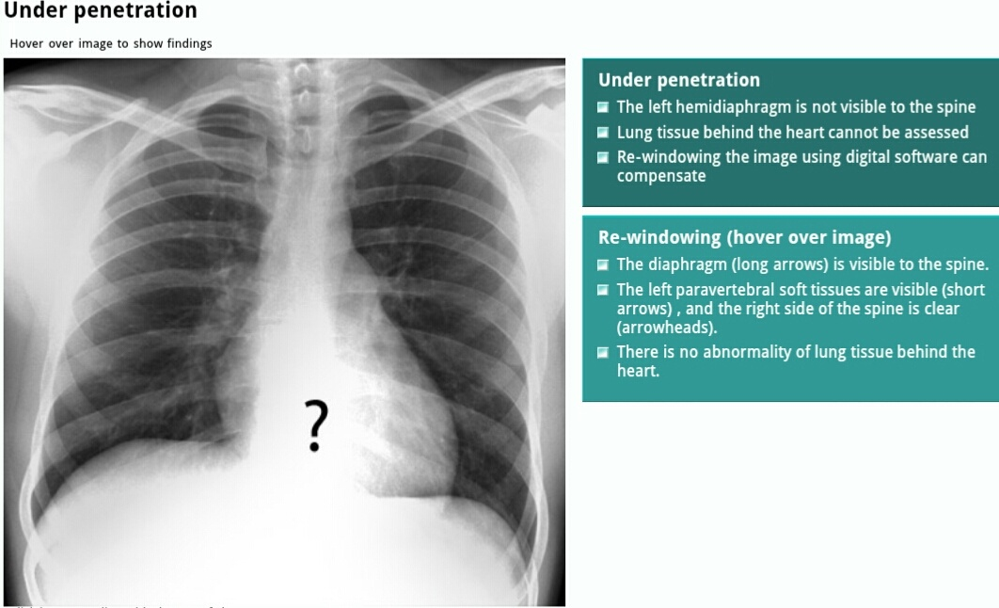 Under penetration
Hover over image to show findings
Under penetration
The left hemidiaphragm is not visible to the spine
Lung tissue behind the heart cannot be assessed
Re-windowing the image using digital software can
compensate
Re-windowing (hover over image)
The diaphragm (long arrows) is visible to the spine.
The left paravertebral soft tissues are visible (short
arrows) , and the right side of the spine is clear
(arrowheads).
There is no abnormality of lung tissue behind the
heart.
?